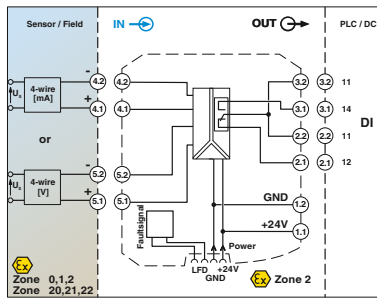 Sensor / Field
IN
OUT
PLC / DC
4-wire
[mA]
Us
-
+
4.2
4.1
4.2
4.1
3.2
3.1
2.2
2.1
3.2
3.1
2.2
2.1
11
14
11
12
DI
or
4-wire
[V]
Us
-
+
5.2
5.1
5.2
5.1
GND
1.2
+24V
1.1
Faultsignal
Power
LFD
+24V
GND
Ex
Zone 0,1,2
Zone 20,21,22
Ex
Zone 2